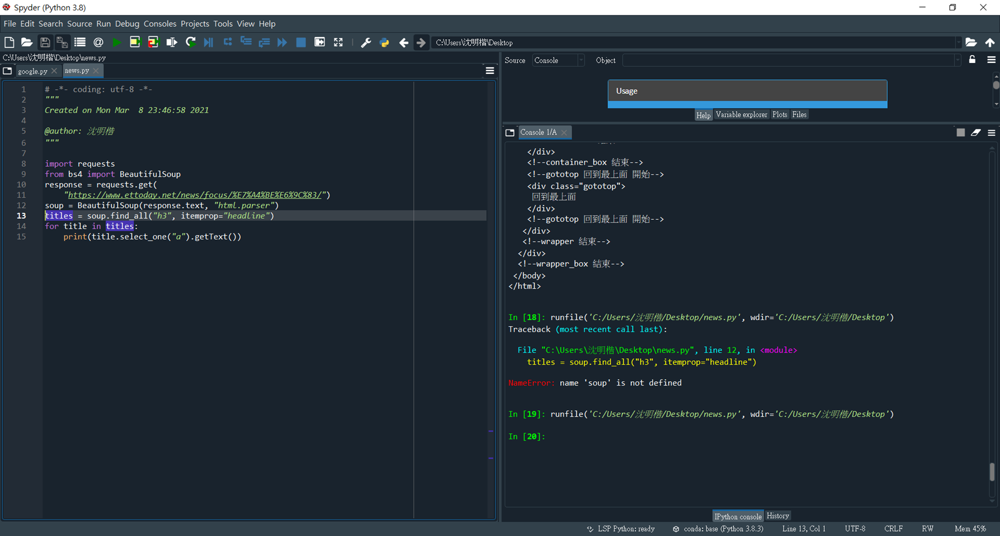 Spyder (Python 3.8)
File Edit Search Source Run Debug Consoles Projects Tools View Help
C:\Users\沈明楷\Desktop
C:\Users\沈明楷\Desktop\news.py
google.py
news.py
1 # -*- coding: utf-8 -*-
2 """
3 Created on Mon Mar  8 23:46:58 2021
4
5 @author: 沈明楷
6 """
7
8 import requests
9 from bs4 import BeautifulSoup
10 response = requests.get(
11     "https://www.ettoday.net/news/focus/%E7%A4%BE%E6%9C%83/")
12 soup = BeautifulSoup(response.text, "html.parser")
13 titles = soup.find_all("h3", itemprop="headline")
14 for title in titles:
15     print(title.select_one("a").getText())
Source Console Object
Usage
Help Variable explorer Plots Files
Console 1/A
</div>
<!--container_box 結束-->
<!--gototop 回到最上面 開始-->
<div class="gototop">
回到最上面
</div>
<!--gototop 回到最上面 開始-->
</div>
<!--wrapper 結束-->
</div>
<!--wrapper_box 結束-->
</body>
</html>
In [18]: runfile('C:/Users/沈明楷/Desktop/news.py', wdir='C:/Users/沈明楷/Desktop')
Traceback (most recent call last):
File "C:\Users\沈明楷\Desktop\news.py", line 12, in <module>
titles = soup.find_all("h3", itemprop="headline")
NameError: name 'soup' is not defined
In [19]: runfile('C:/Users/沈明楷/Desktop/news.py', wdir='C:/Users/沈明楷/Desktop')
In [20]:
IPython console History
LSP Python: ready conda: base (Python 3.8.3) Line 13, Col 1 UTF-8 CRLF RW Mem 45%